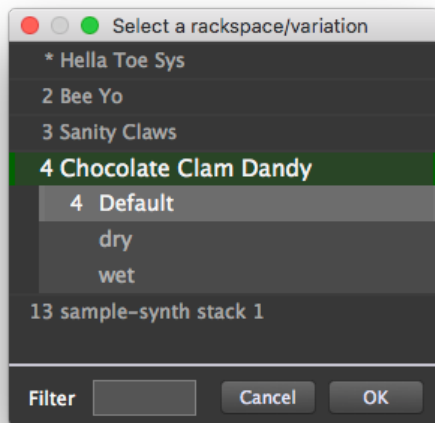 Select a rackspace/variation
* Hella Toe Sys
2 Bee Yo
3 Sanity Claws
4 Chocolate Clam Dandy
4 Default
dry
wet
13 sample-synth stack 1
Filter Cancel OK